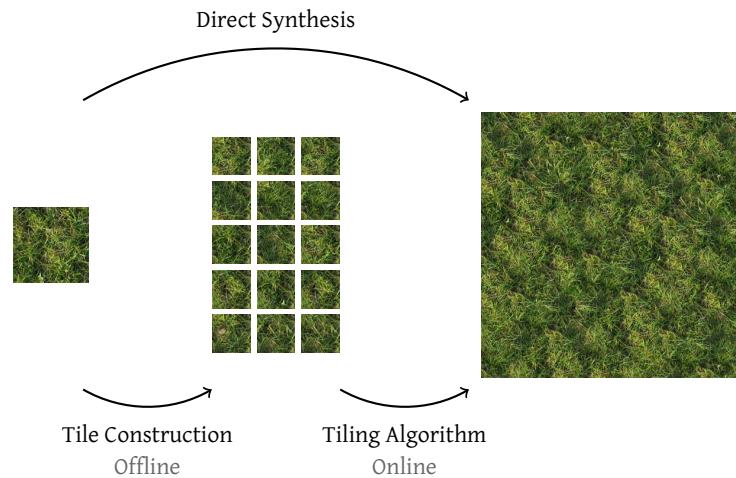 Direct Synthesis
Tile Construction
Offline
Tiling Algorithm
Online